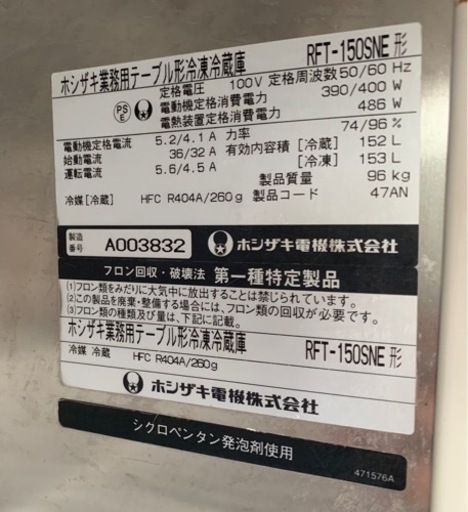 ホシザキ業務用テーブル形冷凍冷蔵庫 RFT-150SNE形
定格電圧 100V 定格周波数 50/60 Hz
電動機定格消費電力 390/400 W
電熱装置定格消費電力 486 W
電動機定格電流 5.2/4.1 A 力率 74/96 %
始動電流 36/32 A 有効内容積 [冷蔵] 152 L
運転電流 5.6/4.5 A [冷凍] 153 L
製品質量 96 kg
冷媒 [冷蔵] HFC R404A/260g 製品コード 47AN
PS
E
製造
番号 A003832 ホシザキ電機株式会社
フロン回収・破壊法 第一種特定製品
(1)フロン類をみだりに大気中に放出することは禁じられています。
(2)この製品を廃棄・整備する場合には、フロン類の回収が必要です。
(3)フロン類の種類及び量は、下記に記載。
ホシザキ業務用テーブル形冷凍冷蔵庫 RFT-150SNE形
冷媒 冷蔵 HFC R404A/260g
ホシザキ電機株式会社
シクロペンタン発泡剤使用
471576A